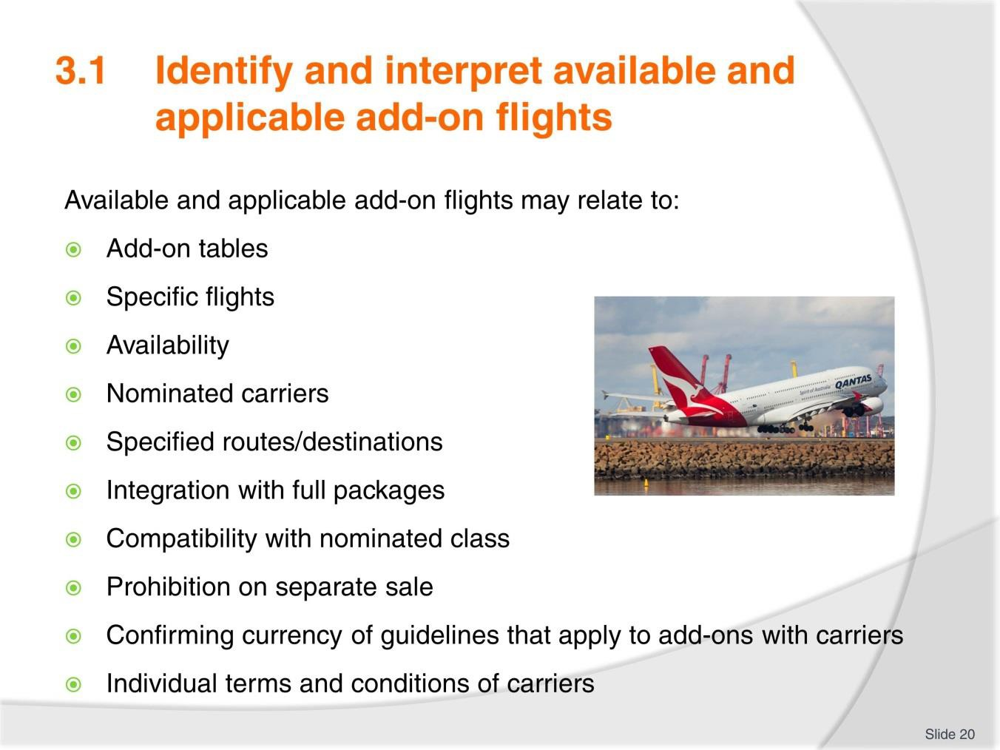 3.1 Identify and interpret available and
applicable add-on flights
Available and applicable add-on flights may relate to:
Add-on tables
Specific flights
Availability
Nominated carriers
Specified routes/destinations
Spirit of Australia QANTAS
Integration with full packages
Compatibility with nominated class
Prohibition on separate sale
Confirming currency of guidelines that apply to add-ons with carriers
Individual terms and conditions of carriers
Slide 20